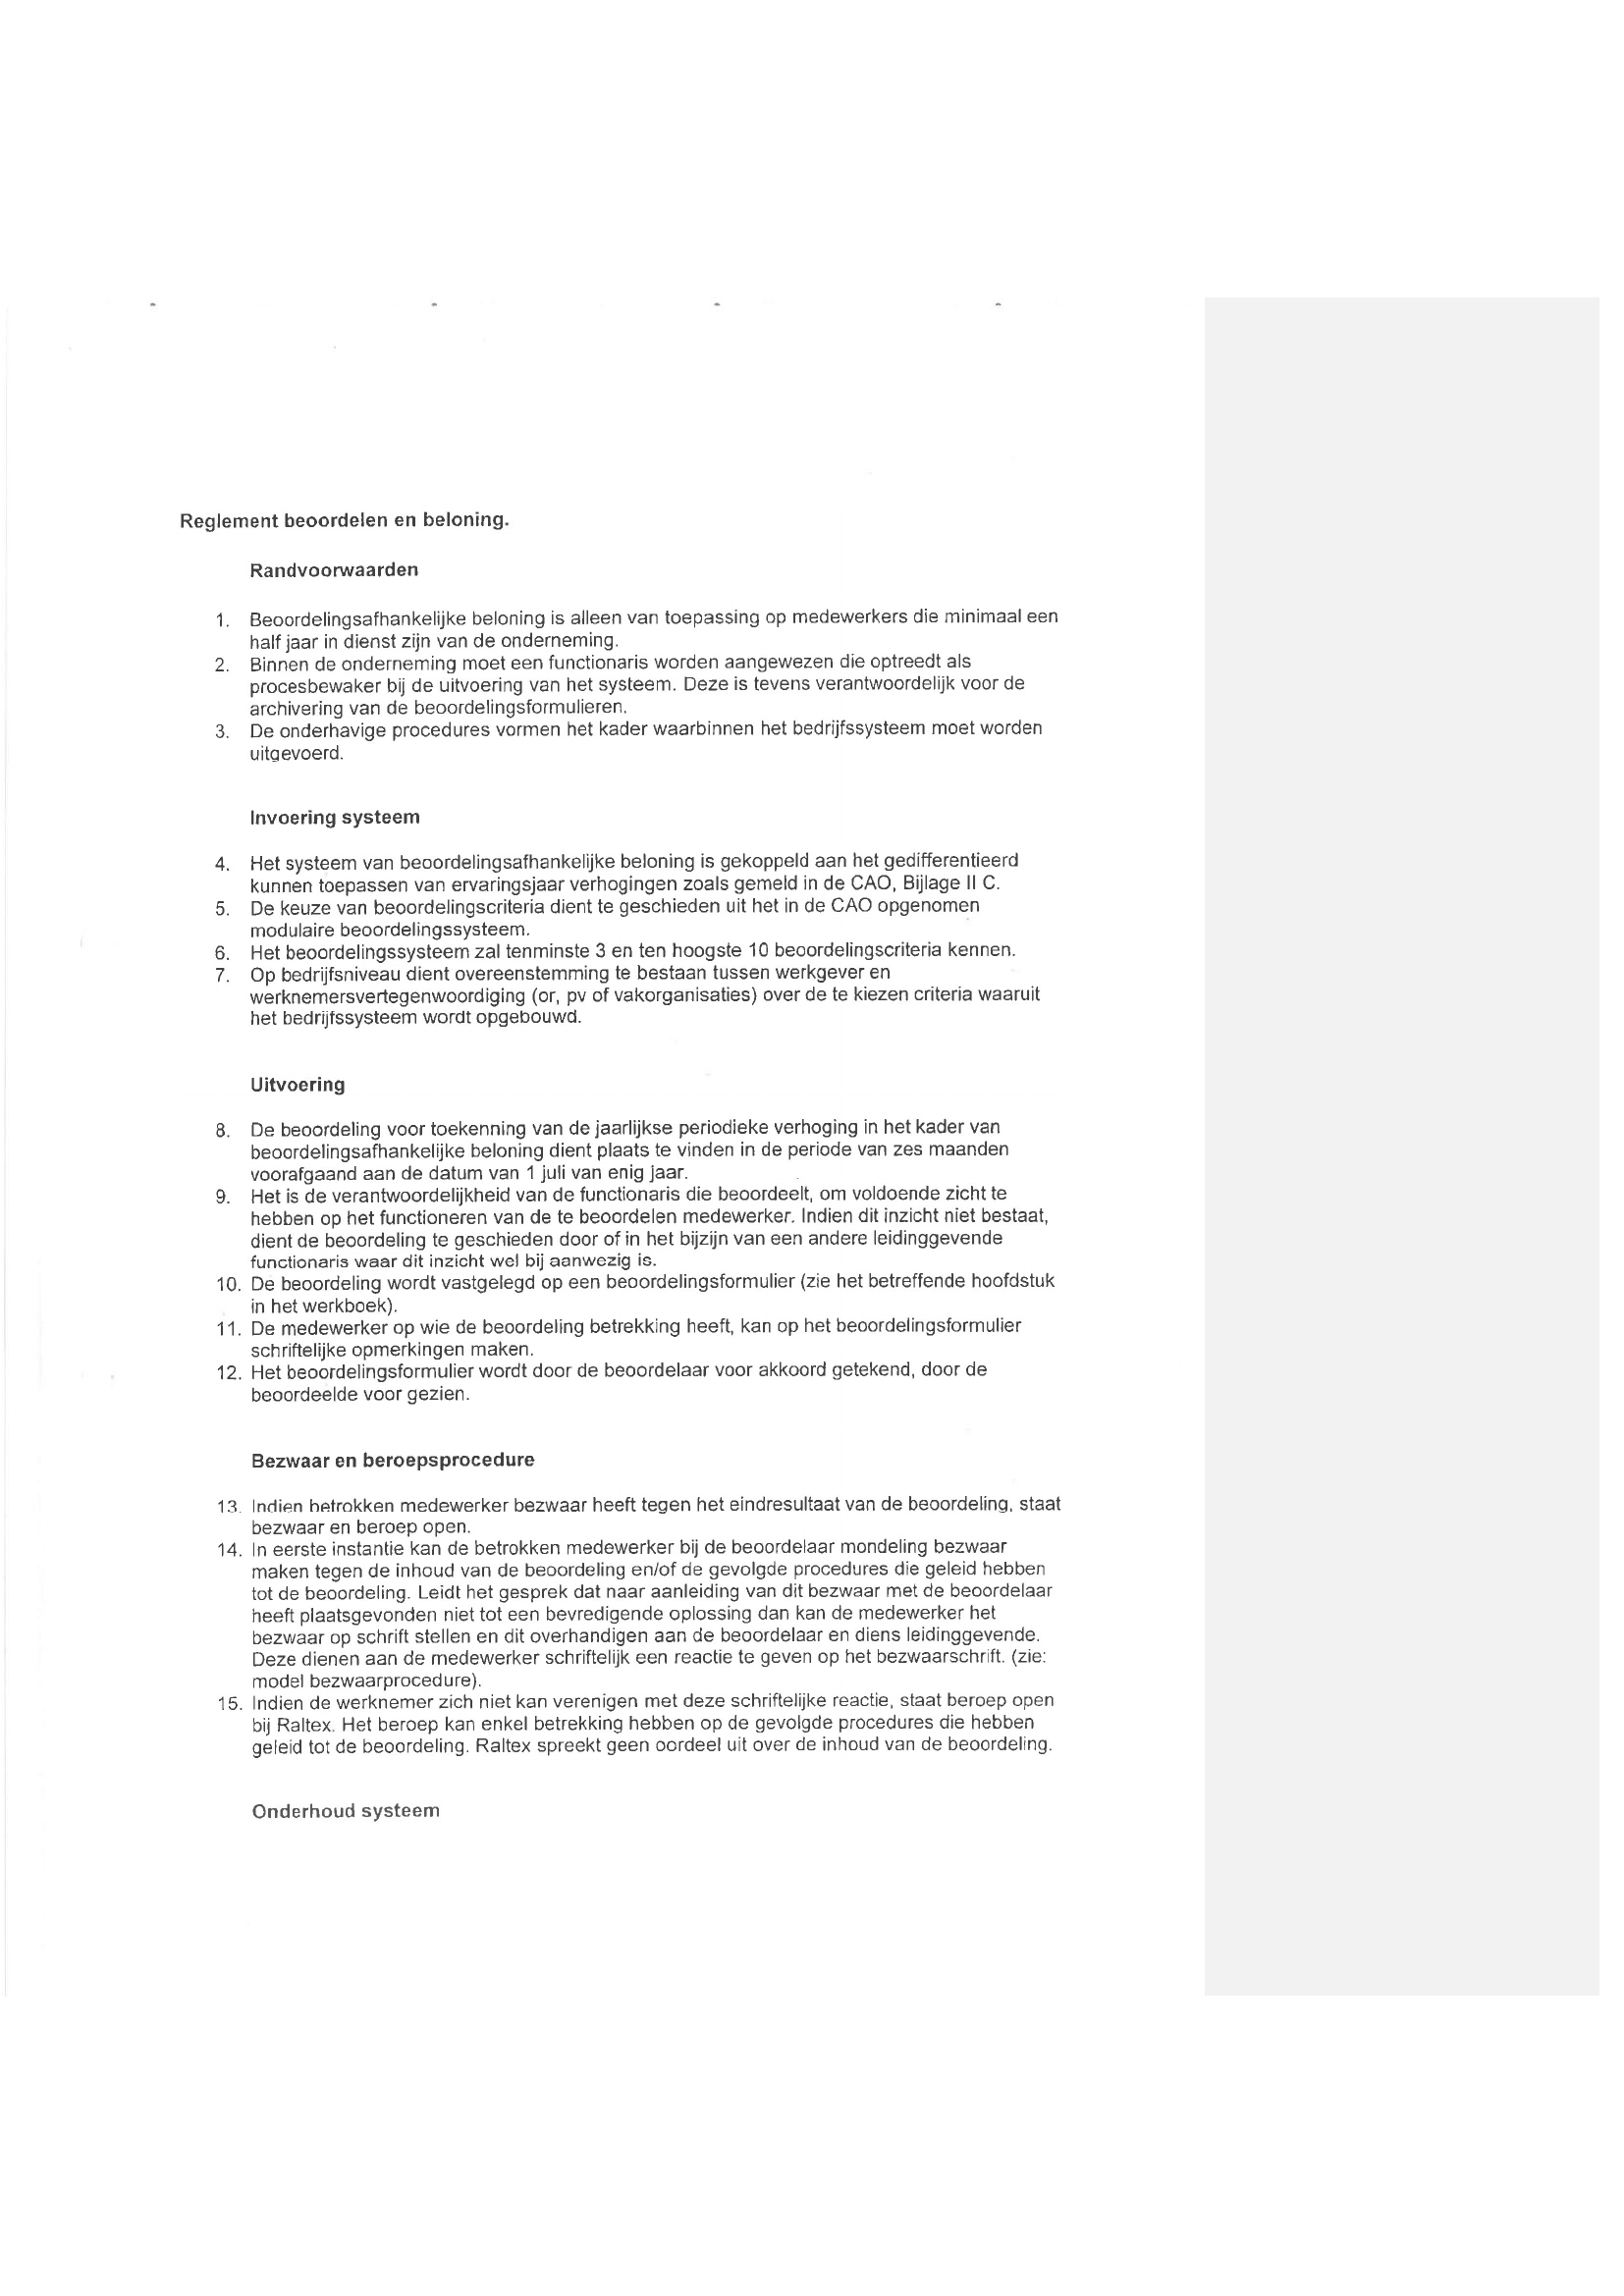 Reglement beoordelen en beloning.
Randvoorwaarden
1. Beoordelingsafhankelijke beloning is alleen van toepassing op medewerkers die minimaal een
half jaar in dienst zijn van de onderneming.
2. Binnen de onderneming moet een functionaris worden aangewezen die optreedt als
procesbewaker bij de uitvoering van het systeem. Deze is tevens verantwoordelijk voor de
archivering van de beoordelingsformulieren.
3. De onderhavige procedures vormen het kader waarbinnen het bedrijfssysteem moet worden
uitgevoerd.
Invoering systeem
4. Het systeem van beoordelingsafhankelijke beloning is gekoppeld aan het gedifferentieerd
kunnen toepassen van ervaringsjaar verhogingen zoals gemeld in de CAO, Bijlage II C.
5. De keuze van beoordelingscriteria dient te geschieden uit het in de CAO opgenomen
modulaire beoordelingssysteem.
6. Het beoordelingssysteem zal tenminste 3 en ten hoogste 10 beoordelingscriteria kennen.
7. Op bedrijfsniveau dient overeenstemming te bestaan tussen werkgever en
werknemersvertegenwoordiging (or, pv of vakorganisaties) over de te kiezen criteria waaruit
het bedrijfssysteem wordt opgebouwd.
Uitvoering
8. De beoordeling voor toekenning van de jaarlijkse periodieke verhoging in het kader van
beoordelingsafhankelijke beloning dient plaats te vinden in de periode van zes maanden
voorafgaand aan de datum van 1 juli van enig jaar.
9. Het is de verantwoordelijkheid van de functionaris die beoordeelt, om voldoende zicht te
hebben op het functioneren van de te beoordelen medewerker. Indien dit inzicht niet bestaat,
dient de beoordeling te geschieden door of in het bijzijn van een andere leidinggevende
functionaris waar dit inzicht wel bij aanwezig is.
10. De beoordeling wordt vastgelegd op een beoordelingsformulier (zie het betreffende hoofdstuk
in het werkboek).
11. De medewerker op wie de beoordeling betrekking heeft, kan op het beoordelingsformulier
schriftelijke opmerkingen maken.
12. Het beoordelingsformulier wordt door de beoordelaar voor akkoord getekend, door de
beoordeelde voor gezien.
Bezwaar en beroepsprocedure
13. Indien betrokken medewerker bezwaar heeft tegen het eindresultaat van de beoordeling, staat
bezwaar en beroep open.
14. In eerste instantie kan de betrokken medewerker bij de beoordelaar mondeling bezwaar
maken tegen de inhoud van de beoordeling en/of de gevolgde procedures die geleid hebben
tot de beoordeling. Leidt het gesprek dat naar aanleiding van dit bezwaar met de beoordelaar
heeft plaatsgevonden niet tot een bevredigende oplossing dan kan de medewerker het
bezwaar op schrift stellen en dit overhandigen aan de beoordelaar en diens leidinggevende.
Deze dienen aan de medewerker schriftelijk een reactie te geven op het bezwaarschrift. (zie:
model bezwaarprocedure).
15. Indien de werknemer zich niet kan verenigen met deze schriftelijke reactie, staat beroep open
bij Raltex. Het beroep kan enkel betrekking hebben op de gevolgde procedures die hebben
geleid tot de beoordeling. Raltex spreekt geen oordeel uit over de inhoud van de beoordeling.
Onderhoud systeem